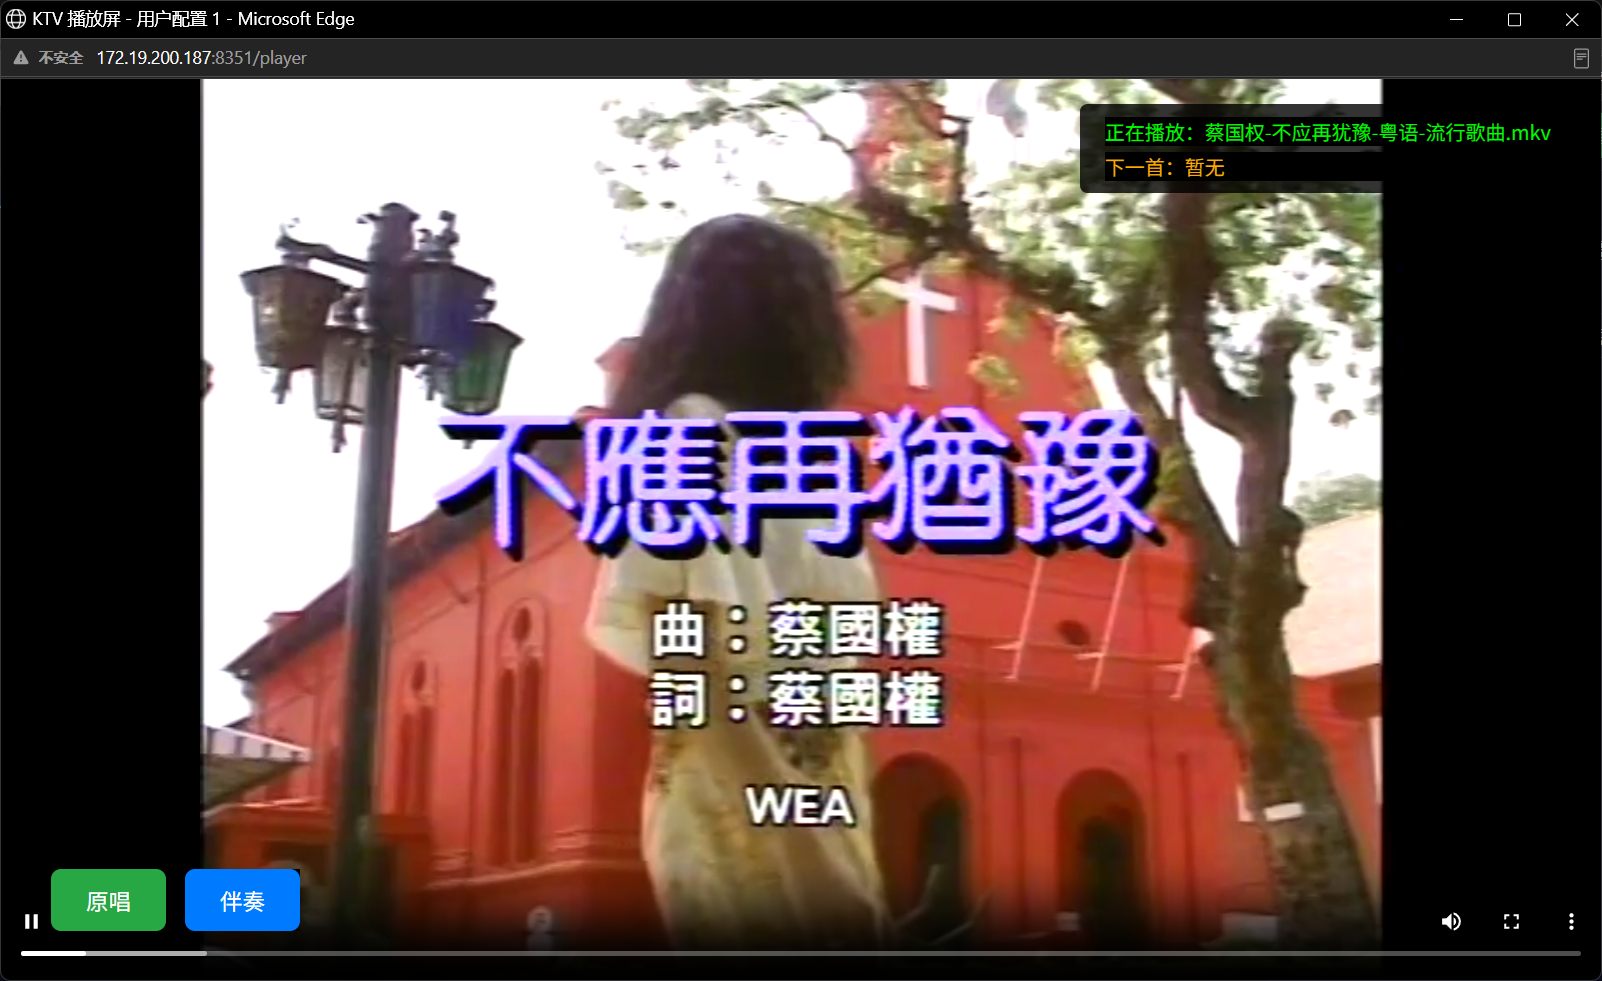 KTV 播放屏 - 用户配置 1 - Microsoft Edge
不安全 172.19.200.187:8351/player
正在播放：蔡国权-不应再犹豫-粤语-流行歌曲.mkv
下一首：暂无
不應再猶豫
曲：蔡國權
詞：蔡國權
WEA
原唱 伴奏